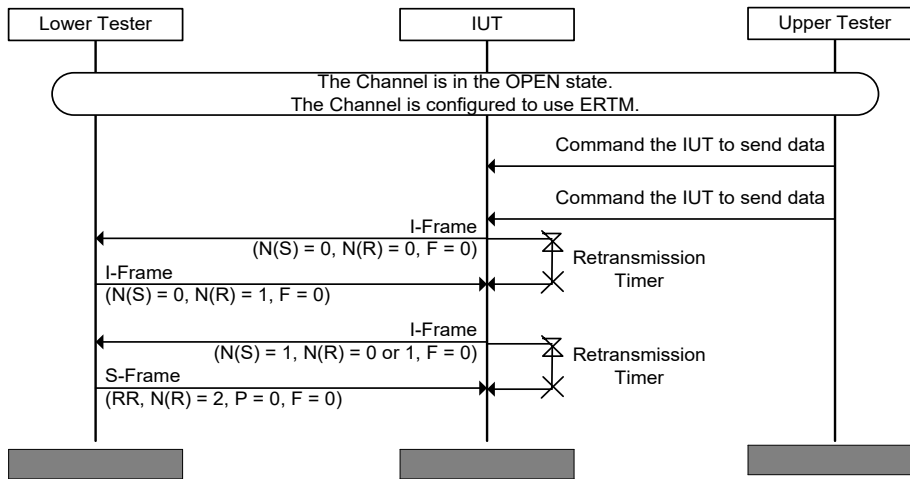 Lower Tester
IUT
Upper Tester
The Channel is in the OPEN state.
The Channel is configured to use ERTM.
Command the IUT to send data
Command the IUT to send data
I-Frame
(N(S) = 0, N(R) = 0, F = 0)
Retransmission
Timer
I-Frame
(N(S) = 0, N(R) = 1, F = 0)
I-Frame
(N(S) = 1, N(R) = 0 or 1, F = 0)
Retransmission
Timer
S-Frame
(RR, N(R) = 2, P = 0, F = 0)